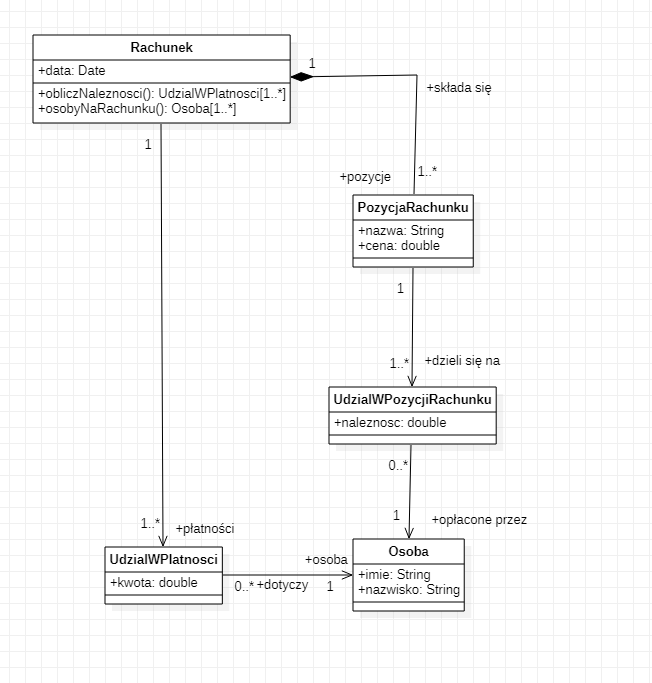 Rachunek
+data: Date
+obliczNaleznosci(): UdzialWPlatnosci[1..*]
+osobyNaRachunku(): Osoba[1..*]
1
+składa się
1
+pozycje
1..*
PozycjaRachunku
+nazwa: String
+cena: double
1
1..*
+dzieli się na
UdzialWPozycjiRachunku
+naleznosc: double
0..*
1
+opłacone przez
1..*
+płatności
UdzialWPlatnosci
+kwota: double
+osoba
0..*
+dotyczy
1
Osoba
+imie: String
+nazwisko: String